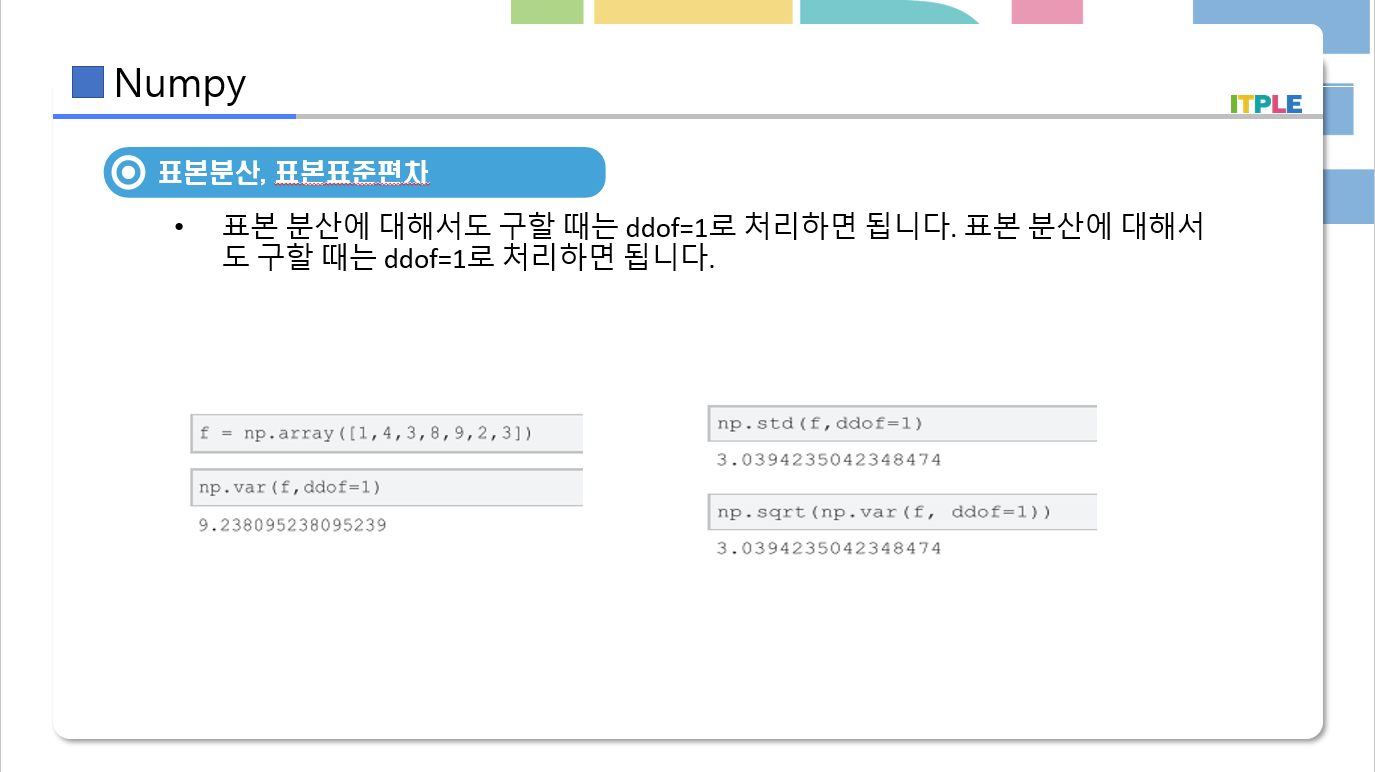 Numpy
ITPLE
표본분산, 표본표준편차
• 표본 분산에 대해서도 구할 때는 ddof=1로 처리하면 됩니다. 표본 분산에 대해서
도 구할 때는 ddof=1로 처리하면 됩니다.
f = np.array([1,4,3,8,9,2,3])
np.var(f,ddof=1)
9.238095238095239
np.std(f,ddof=1)
3.0394235042348474
np.sqrt(np.var(f, ddof=1))
3.0394235042348474